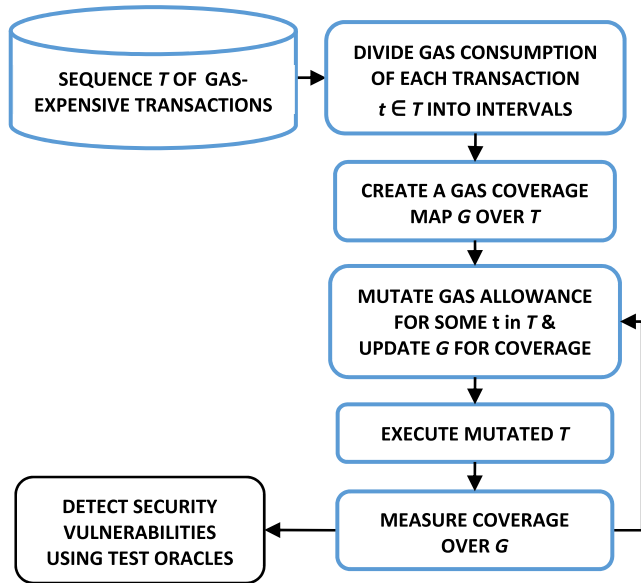 SEQUENCE T OF GAS-
EXPENSIVE TRANSACTIONS
DIVIDE GAS CONSUMPTION
OF EACH TRANSACTION
t ∈ T INTO INTERVALS
CREATE A GAS COVERAGE
MAP G OVER T
MUTATE GAS ALLOWANCE
FOR SOME t in T &
UPDATE G FOR COVERAGE
EXECUTE MUTATED T
MEASURE COVERAGE
OVER G
DETECT SECURITY
VULNERABILITIES
USING TEST ORACLES